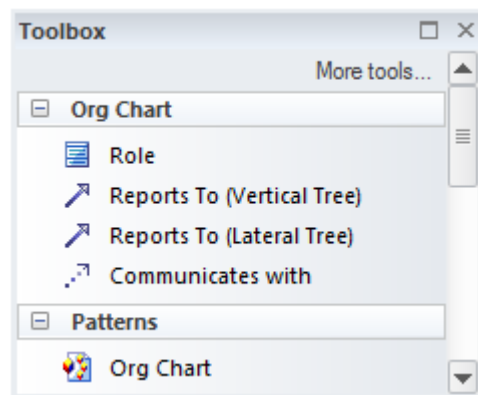 Toolbox
More tools...
Org Chart
Role
Reports To (Vertical Tree)
Reports To (Lateral Tree)
Communicates with
Patterns
Org Chart